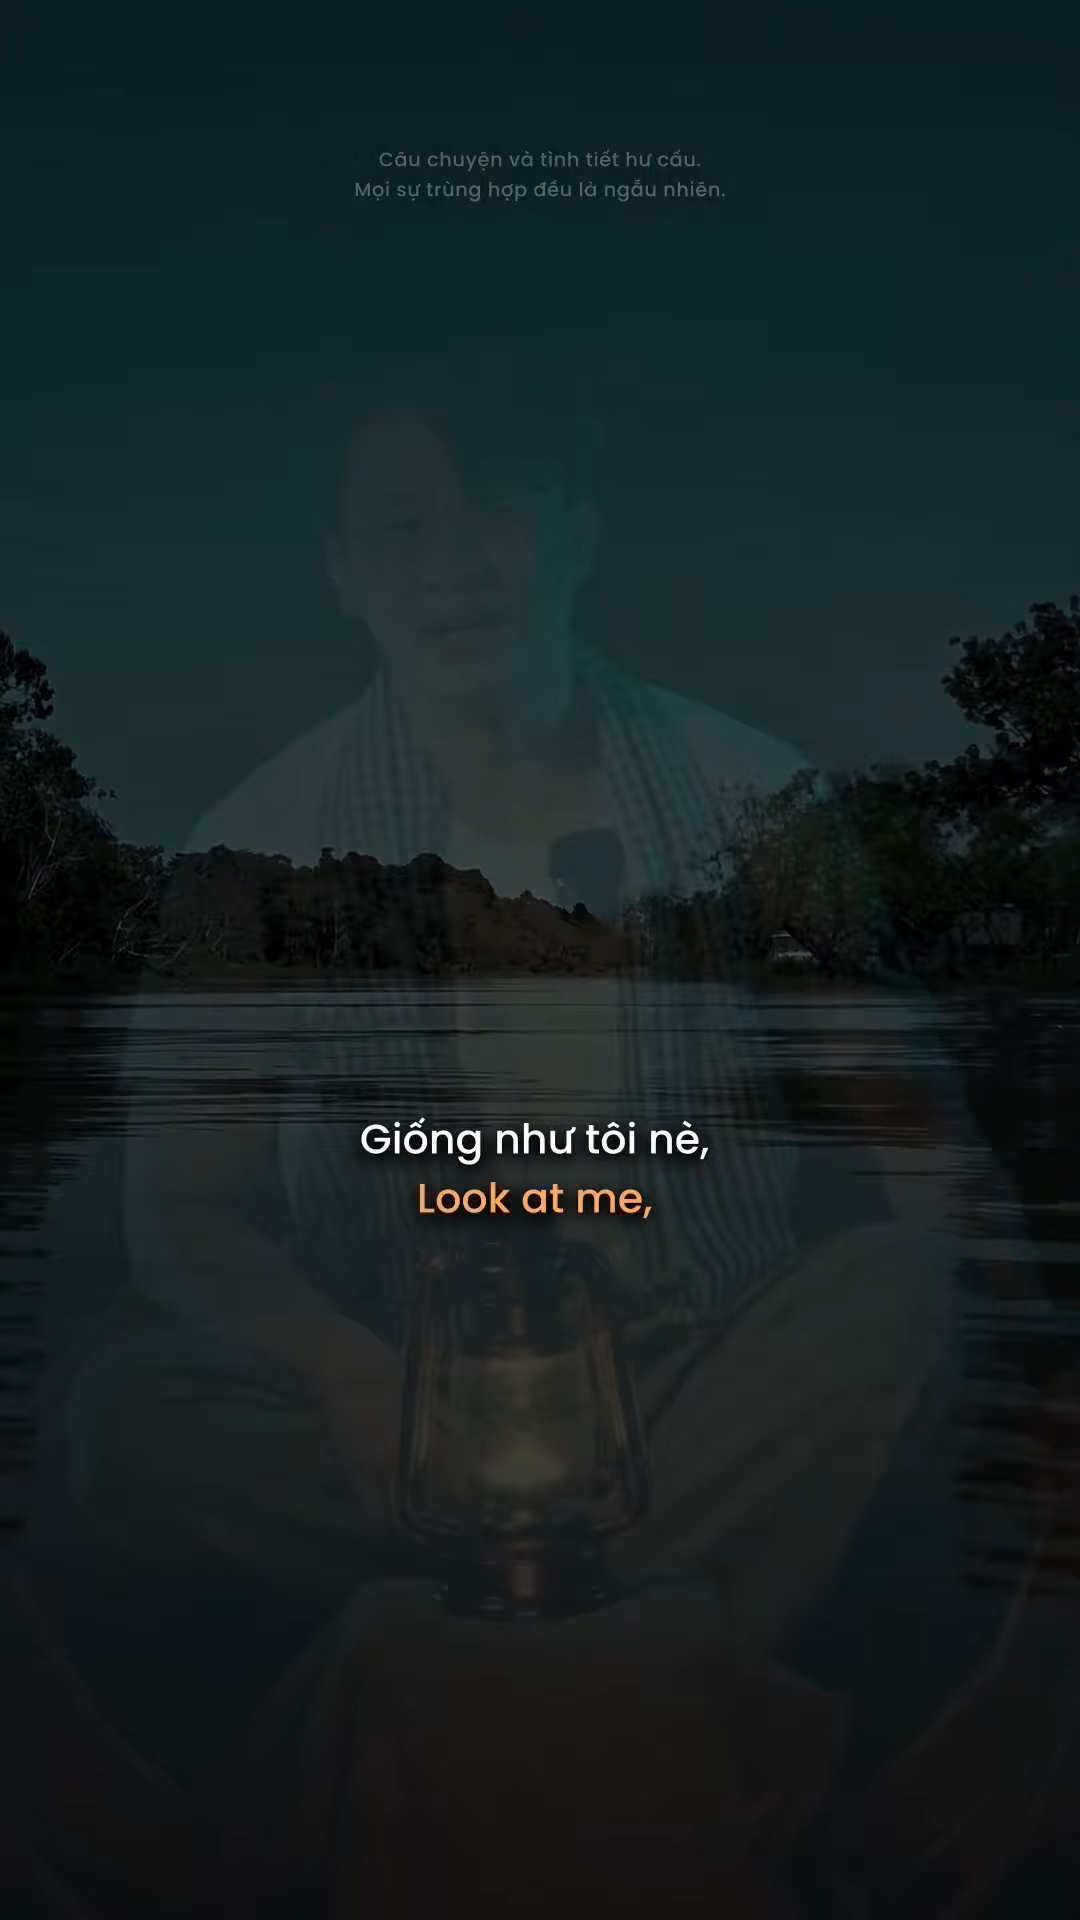 Câu chuyện và tình tiết hư cấu.
Mọi sự trùng hợp đều là ngẫu nhiên.
Giống như tôi nè,
Look at me,